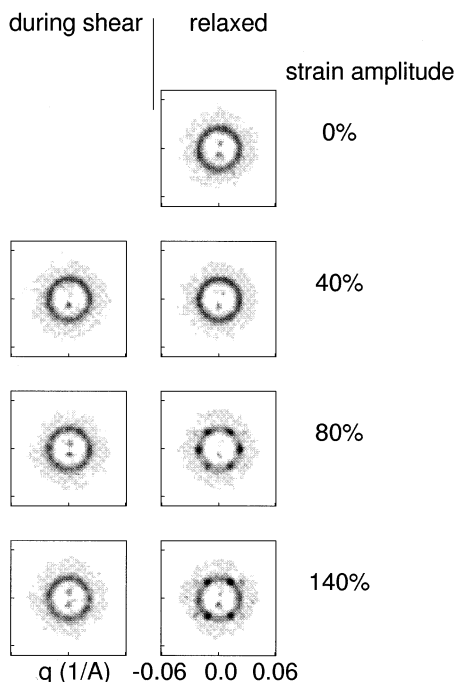 during shear relaxed
strain amplitude
0%
40%
80%
140%
q (1/A) -0.06 0.0 0.06